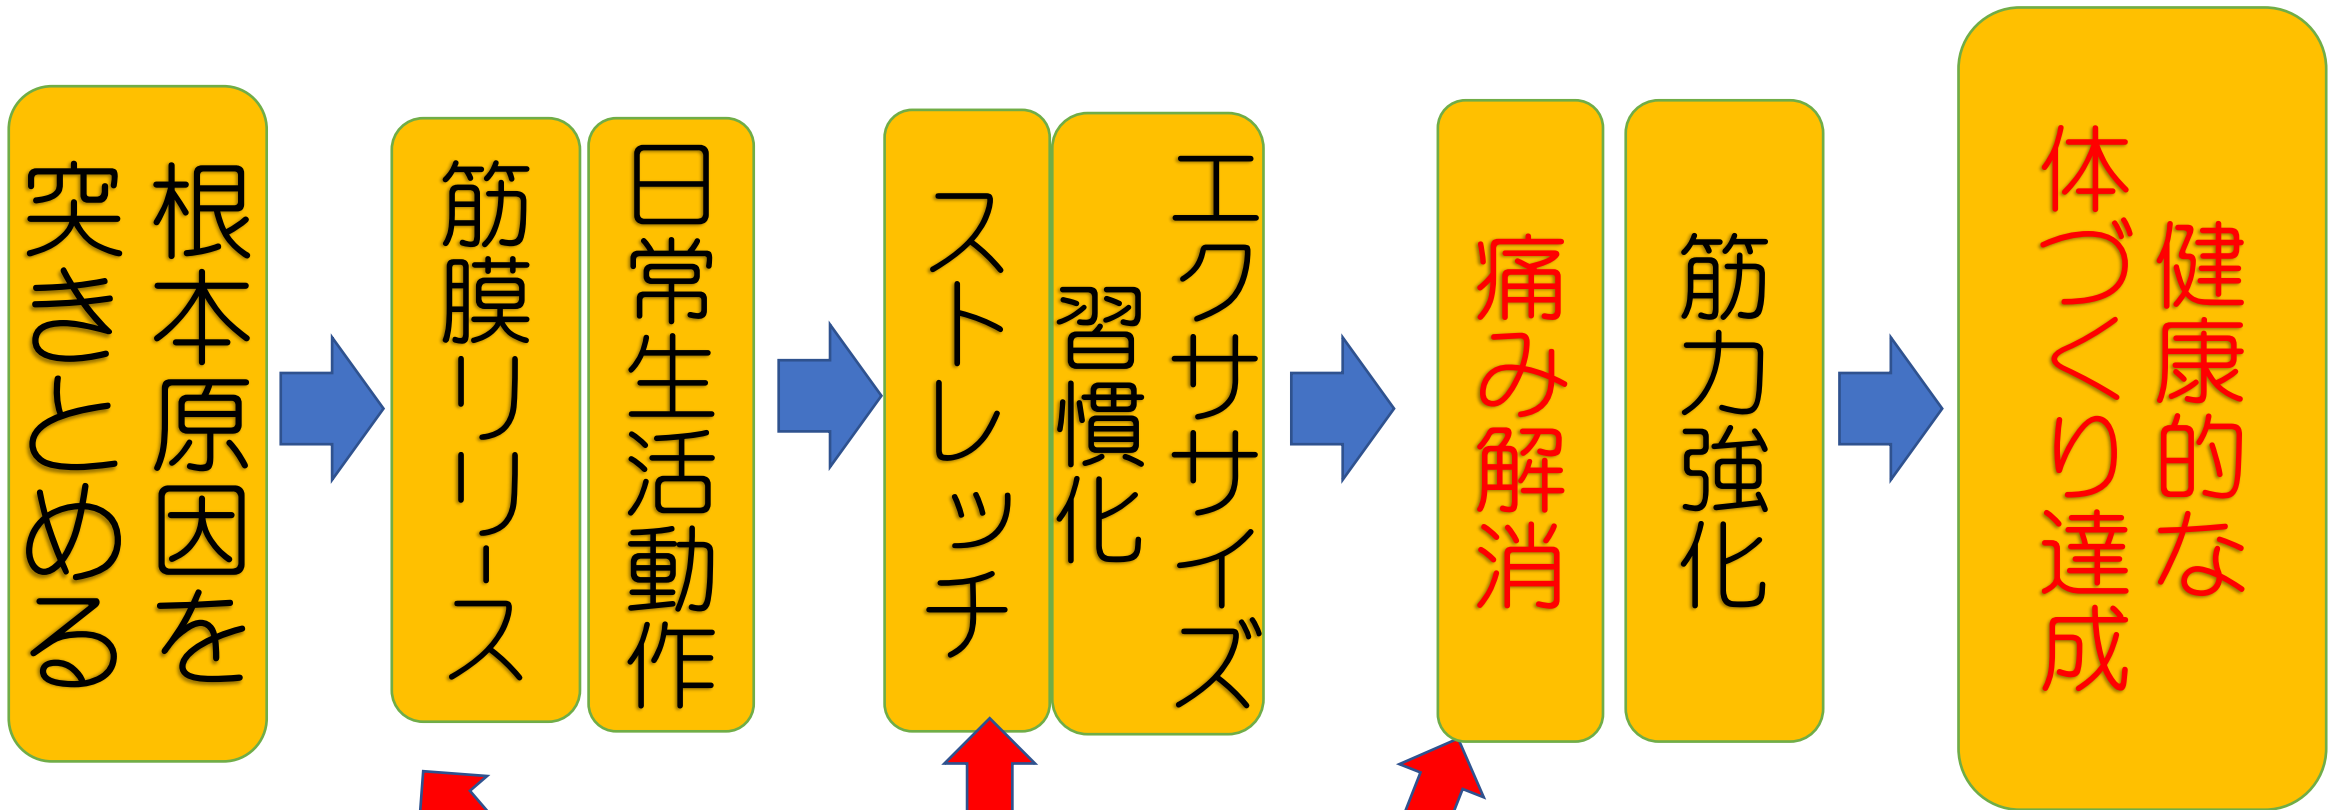 根本原因を
突きとめる
筋膜リリース
日常生活動作
ストレッチ
エクササイズ
習慣化
痛み解消
筋力強化
健康的な
体づくり達成